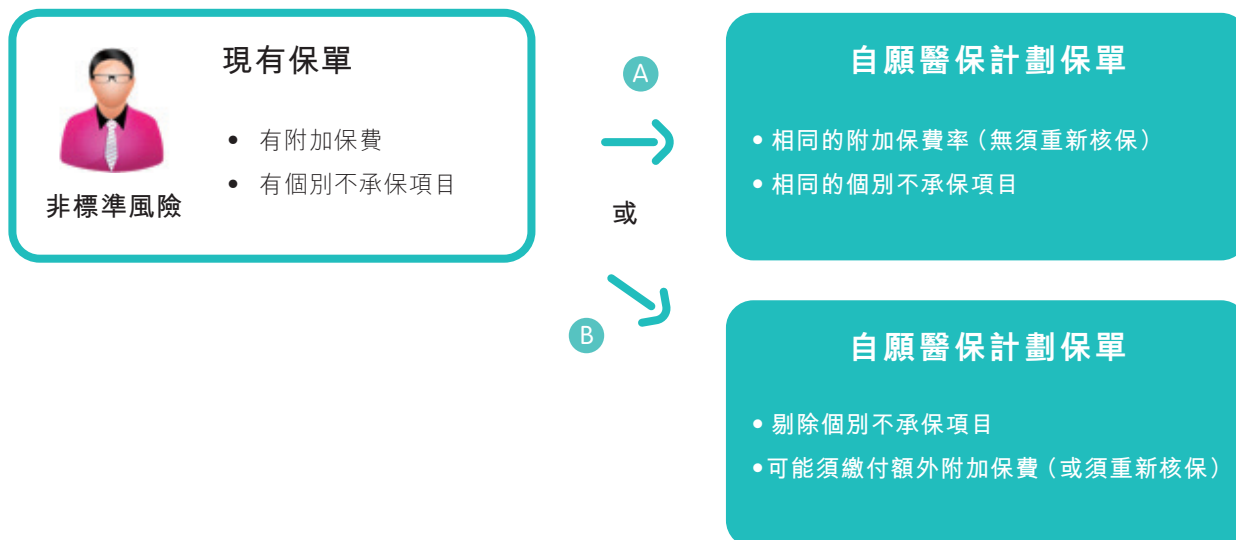 現有保單
• 有附加保費
• 有個別不承保項目
非標準風險
A
或
B
自願醫保計劃保單
• 相同的附加保費率（無須重新核保）
• 相同的個別不承保項目
自願醫保計劃保單
• 剔除個別不承保項目
• 可能須繳付額外附加保費（或須重新核保）